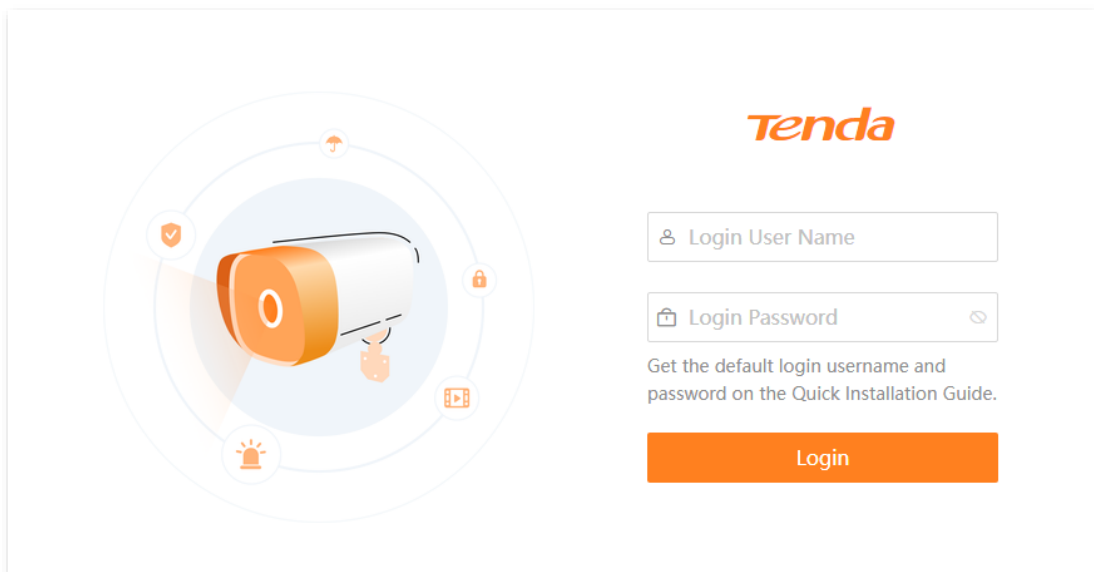 Tenda
Login User Name
Login Password
Get the default login username and
password on the Quick Installation Guide.
Login